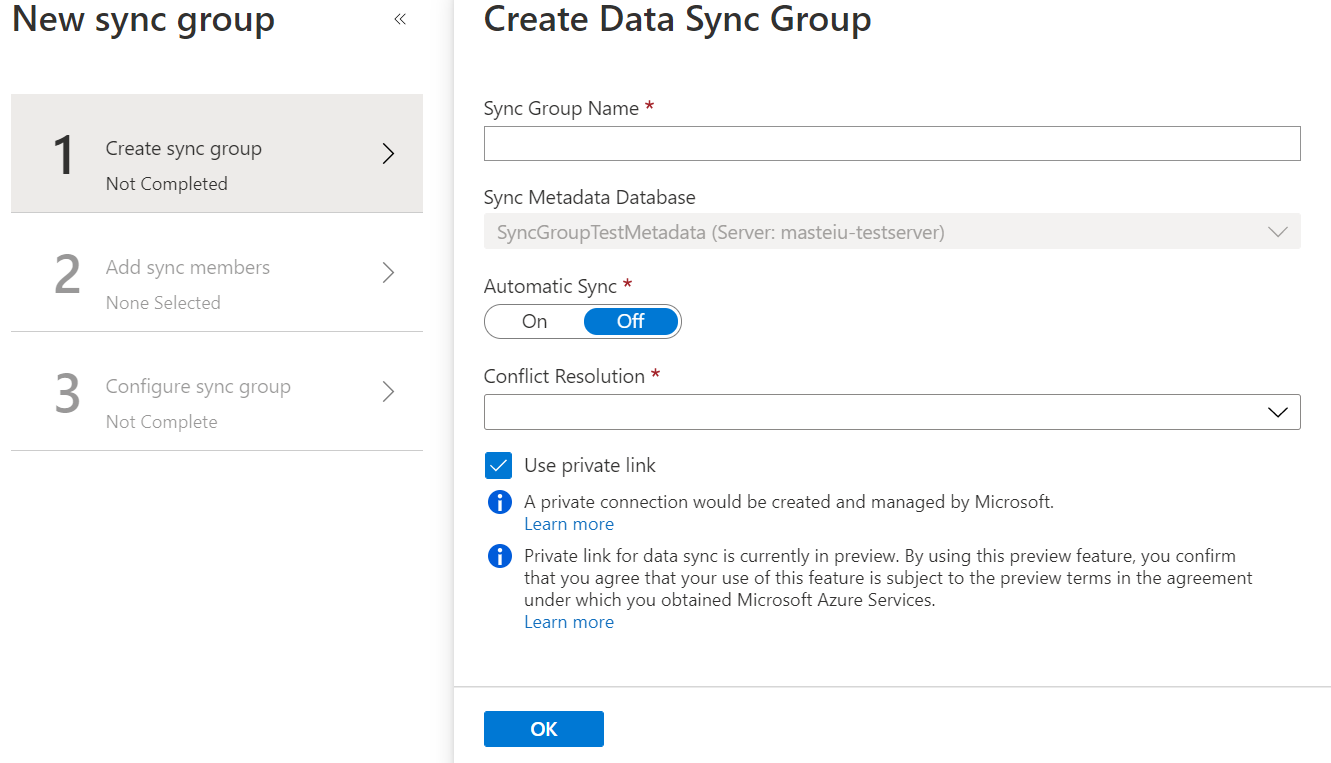 New sync group
«
1
Create sync group
Not Completed
2
Add sync members
None Selected
3
Configure sync group
Not Complete
Create Data Sync Group
Sync Group Name *
Sync Metadata Database
SyncGroupTestMetadata (Server: masteiu-testserver)
Automatic Sync *
On Off
Conflict Resolution *
Use private link
A private connection would be created and managed by Microsoft.
Learn more
Private link for data sync is currently in preview. By using this preview feature, you confirm
that you agree that your use of this feature is subject to the preview terms in the agreement
under which you obtained Microsoft Azure Services.
Learn more
OK